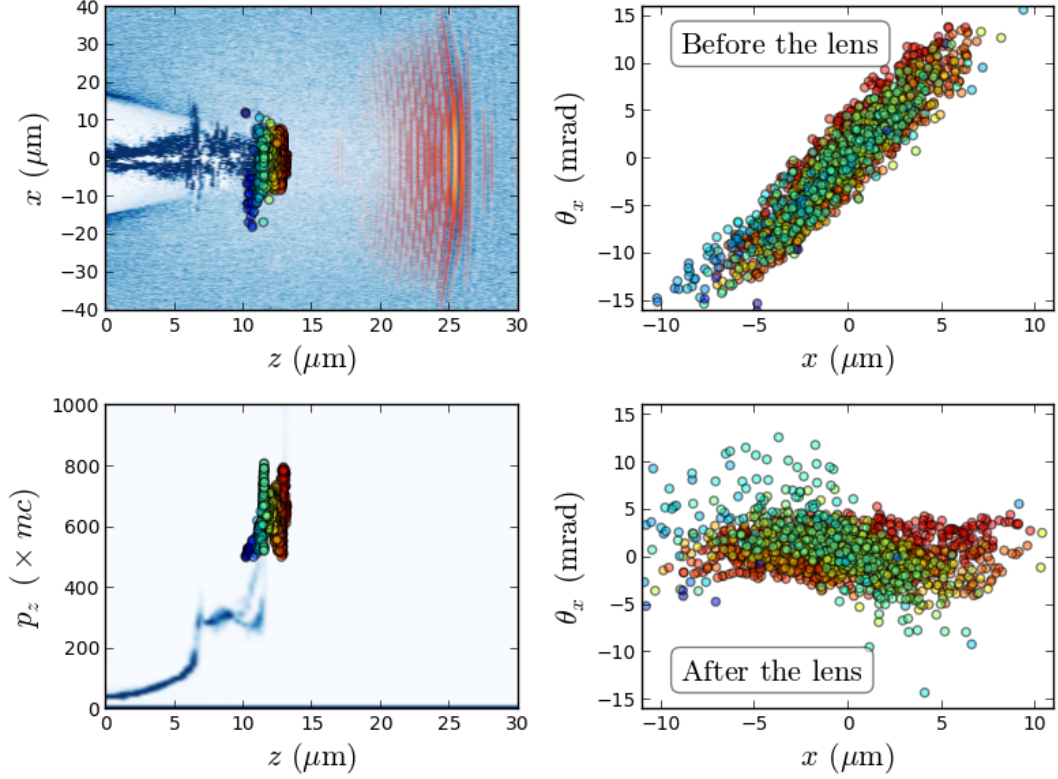 40
30
20
10
0
−10
−20
−30
−40
x (μm)
0 5 10 15 20 25 30
z (μm)
15
10
5
0
−5
−10
−15
θx (mrad)
Before the lens
−10 −5 0 5 10
x (μm)
1000
800
600
400
200
0
pz (× mc)
0 5 10 15 20 25 30
z (μm)
15
10
5
0
−5
−10
−15
θx (mrad)
After the lens
−10 −5 0 5 10
x (μm)